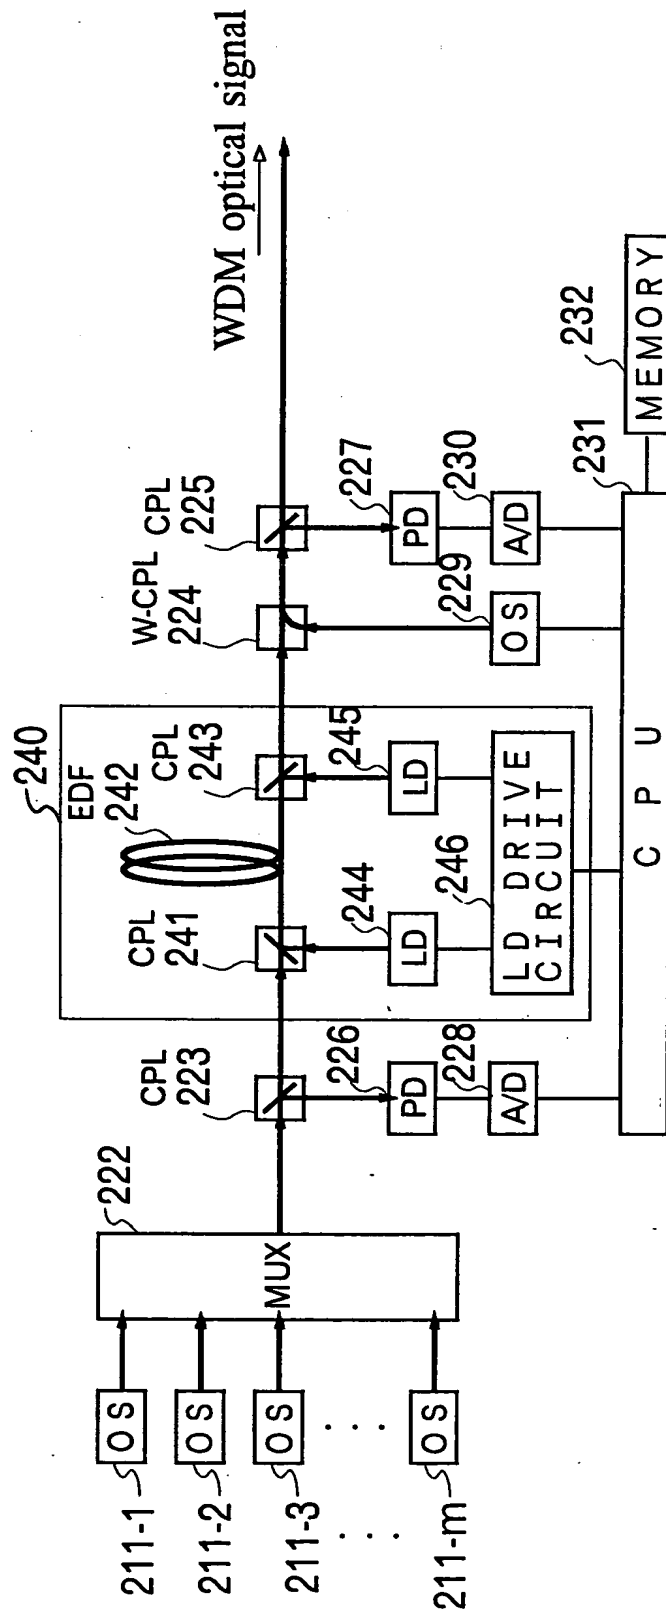 WDM optical signal
240
EDF
242
CPL
241
CPL
243
W-CPL
224
CPL
225
222
CPL
223
MUX
211-1
OS
211-2
OS
211-3
OS
. . .
. . .
211-m
OS
226
PD
228
A/D
244
LD
245
LD
246
LD DRIVE
CIRCUIT
229
OS
227
PD
230
A/D
231
CPU
232
MEMORY